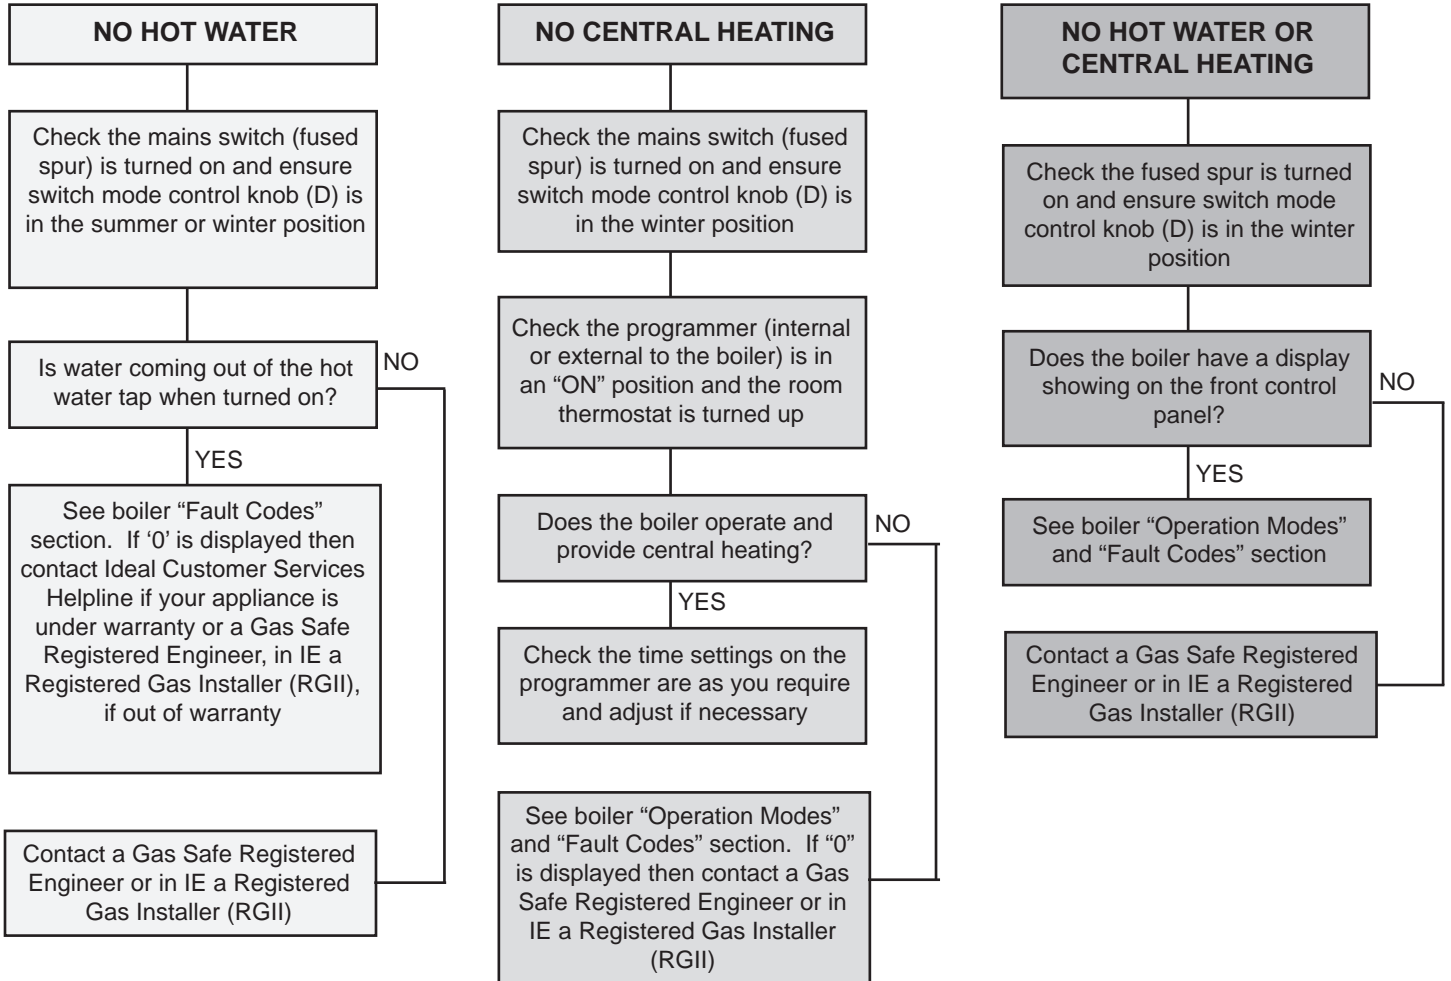 NO HOT WATER
Check the mains switch (fused
spur) is turned on and ensure
switch mode control knob (D) is
in the summer or winter position
Is water coming out of the hot
water tap when turned on?
NO
YES
See boiler “Fault Codes”
section.  If ‘0’ is displayed then
contact Ideal Customer Services
Helpline if your appliance is
under warranty or a Gas Safe
Registered Engineer, in IE a
Registered Gas Installer (RGII),
if out of warranty
Contact a Gas Safe Registered
Engineer or in IE a Registered
Gas Installer (RGII)
NO CENTRAL HEATING
Check the mains switch (fused
spur) is turned on and ensure
switch mode control knob (D) is
in the winter position
Check the programmer (internal
or external to the boiler) is in
an “ON” position and the room
thermostat is turned up
Does the boiler operate and
provide central heating?
NO
YES
Check the time settings on the
programmer are as you require
and adjust if necessary
See boiler “Operation Modes”
and “Fault Codes” section.  If “0”
is displayed then contact a Gas
Safe Registered Engineer or in
IE a Registered Gas Installer
(RGII)
NO HOT WATER OR
CENTRAL HEATING
Check the fused spur is turned
on and ensure switch mode
control knob (D) is in the winter
position
Does the boiler have a display
showing on the front control
panel?
NO
YES
See boiler “Operation Modes”
and “Fault Codes” section
Contact a Gas Safe Registered
Engineer or in IE a Registered
Gas Installer (RGII)